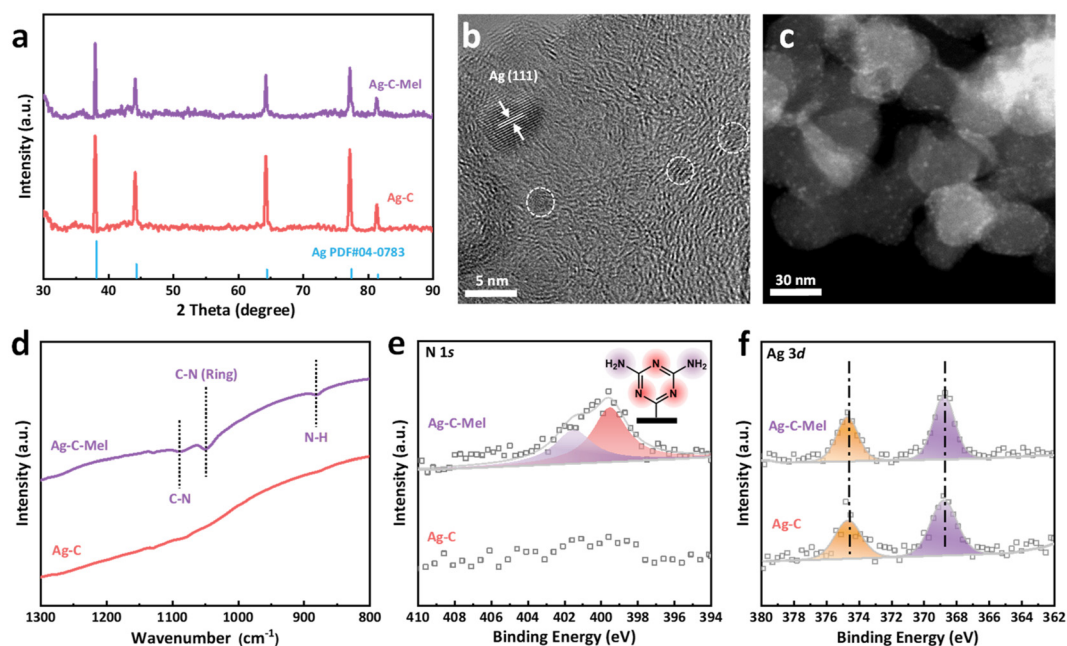 a
Ag-C-Mel
Ag-C
Ag PDF#04-0783
Intensity (a.u.)
30 40 50 60 70 80 90
2 Theta (degree)
b
Ag (111)
5 nm
c
30 nm
d
C-N (Ring)
Ag-C-Mel
N-H
C-N
Ag-C
Intensity (a.u.)
1300 1200 1100 1000 900 800
Wavenumber (cm⁻¹)
e
N 1s
H₂N N NH₂
N N
Ag-C-Mel
Ag-C
Intensity (a.u.)
410 408 406 404 402 400 398 396 394
Binding Energy (eV)
f
Ag 3d
Ag-C-Mel
Ag-C
Intensity (a.u.)
380 378 376 374 372 370 368 366 364 362
Binding Energy (eV)